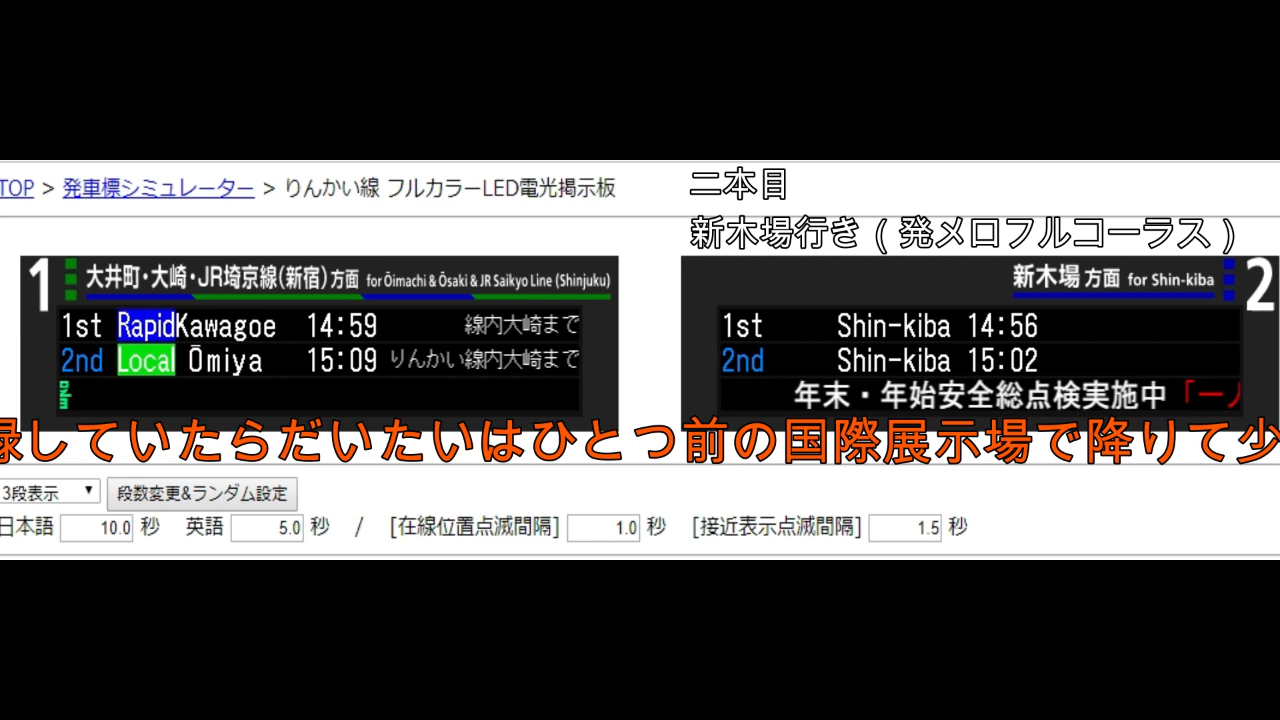 TOP > 発車標シミュレーター > りんかい線 フルカラーLED電光掲示板
二本目
新木場行き ( 発メロフルコーラス )
1 大井町・大崎・JR埼京線(新宿)方面 for Ōimachi & Ōsaki & JR Saikyo Line (Shinjuku)
1st Rapid Kawagoe 14:59 線内大崎まで
2nd Local Ōmiya 15:09 りんかい線内大崎まで
新木場 方面 for Shin-kiba 2
1st Shin-kiba 14:56
2nd Shin-kiba 15:02
年末・年始安全総点検実施中「一人
していたらだいたいはひとつ前の国際展示場で降りて少
3段表示 段数変更&ランダム設定
日本語 10.0 秒 英語 5.0 秒 / [在線位置点滅間隔] 1.0 秒 [接近表示点滅間隔] 1.5 秒